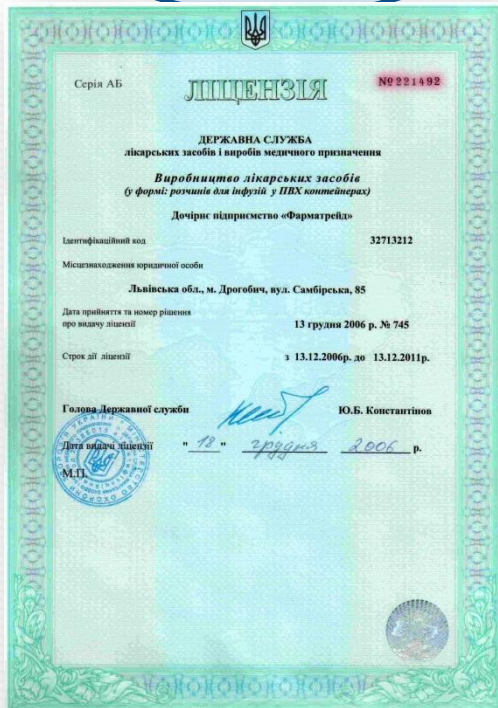 Серія АБ
ЛІЦЕНЗІЯ
№221492
ДЕРЖАВНА СЛУЖБА
лікарських засобів і виробів медичного призначення
Виробництво лікарських засобів
(у формі: розчинів для інфузій у ПВХ контейнерах)
Дочірнє підприємство «Фарматрейд»
Ідентифікаційний код 32713212
Місцезнаходження юридичної особи
Львівська обл., м. Дрогобич, вул. Самбірська, 85
Дата прийняття та номер рішення
про видачу ліцензії 13 грудня 2006 р. № 745
Строк дії ліцензії з 13.12.2006р. до 13.12.2011р.
Голова Державної служби Ю.Б. Константінов
Дата видачі ліцензії " 18 " грудня 2006 р.
М.П.